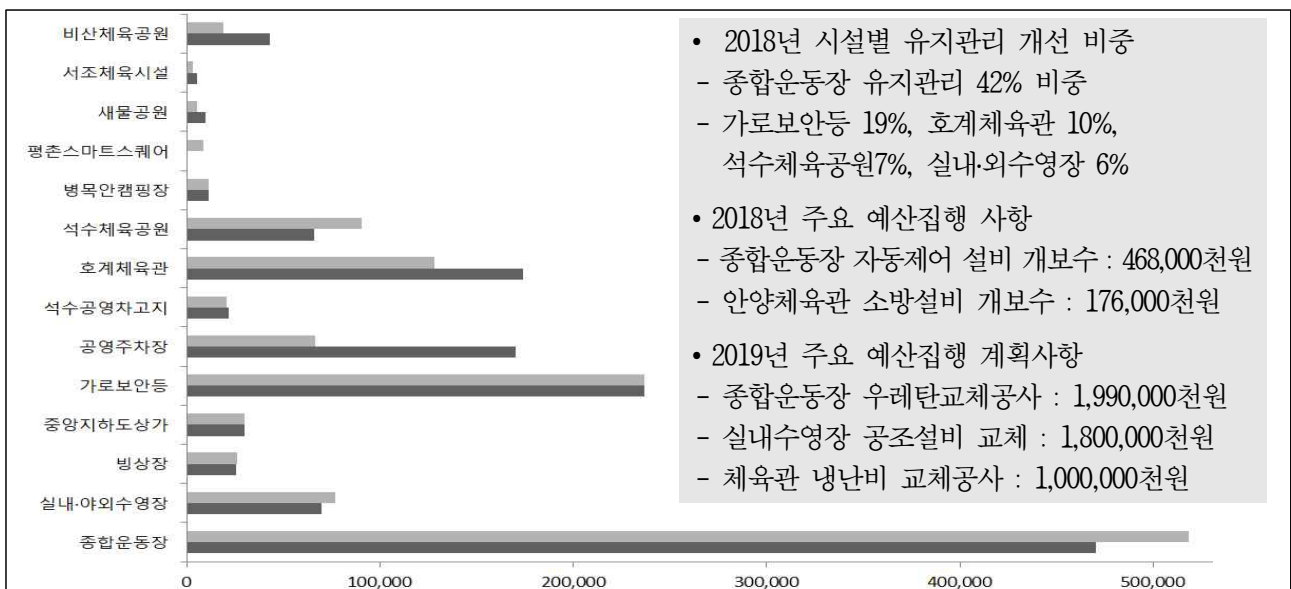 비산체육공원
서조체육시설
새물공원
평촌스마트스퀘어
병목안캠핑장
석수체육공원
호계체육관
석수공영차고지
공영주차장
가로보안등
중앙지하도상가
빙상장
실내·야외수영장
종합운동장
0 100,000 200,000 300,000 400,000 500,000
• 2018년 시설별 유지관리 개선 비중
- 종합운동장 유지관리 42% 비중
- 가로보안등 19%, 호계체육관 10%,
석수체육공원7%, 실내·외수영장 6%
• 2018년 주요 예산집행 사항
- 종합운동장 자동제어 설비 개보수 : 468,000천원
- 안양체육관 소방설비 개보수 : 176,000천원
• 2019년 주요 예산집행 계획사항
- 종합운동장 우레탄교체공사 : 1,990,000천원
- 실내수영장 공조설비 교체 : 1,800,000천원
- 체육관 냉난비 교체공사 : 1,000,000천원